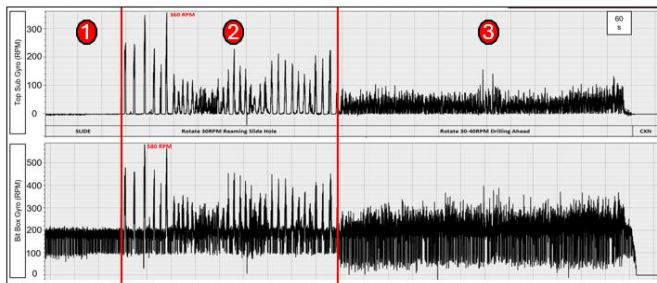 Top Sub Gyro (RPM)
300
200
100
0
1
360 RPM
2
3
60
s
SLIDE
Rotate 30RPM Reaming Slide Hole
Rotate 30-40RPM Drilling Ahead
CXN
Bit Box Gyro (RPM)
500
400
300
200
100
0
580 RPM